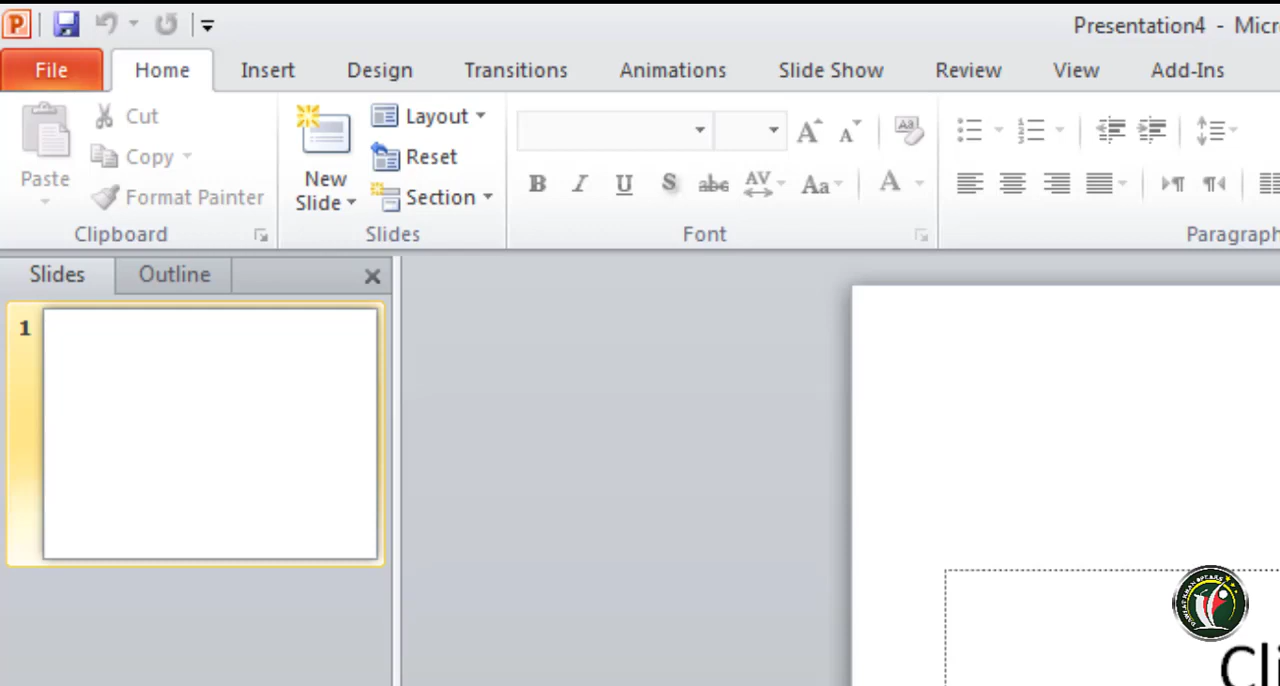 Presentation4 - Micr
File Home Insert Design Transitions Animations Slide Show Review View Add-Ins
Cut
Copy
Format Painter
Paste
Clipboard
New
Slide
Layout
Reset
Section
Slides
Font
Paragraph
Slides Outline
1
Cli